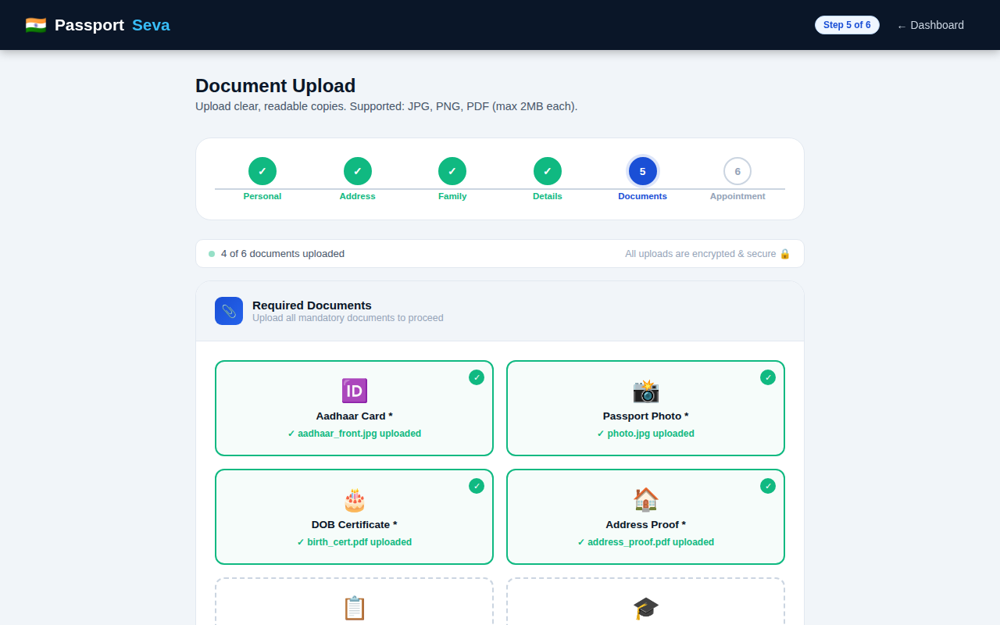 Passport Seva
Step 5 of 6
← Dashboard
Document Upload
Upload clear, readable copies. Supported: JPG, PNG, PDF (max 2MB each).
✓ ✓ ✓ ✓ 5 6
Personal Address Family Details Documents Appointment
4 of 6 documents uploaded
All uploads are encrypted & secure 🔒
Required Documents
Upload all mandatory documents to proceed
ID
Aadhaar Card *
✓ aadhaar_front.jpg uploaded
Passport Photo *
✓ photo.jpg uploaded
DOB Certificate *
✓ birth_cert.pdf uploaded
Address Proof *
✓ address_proof.pdf uploaded